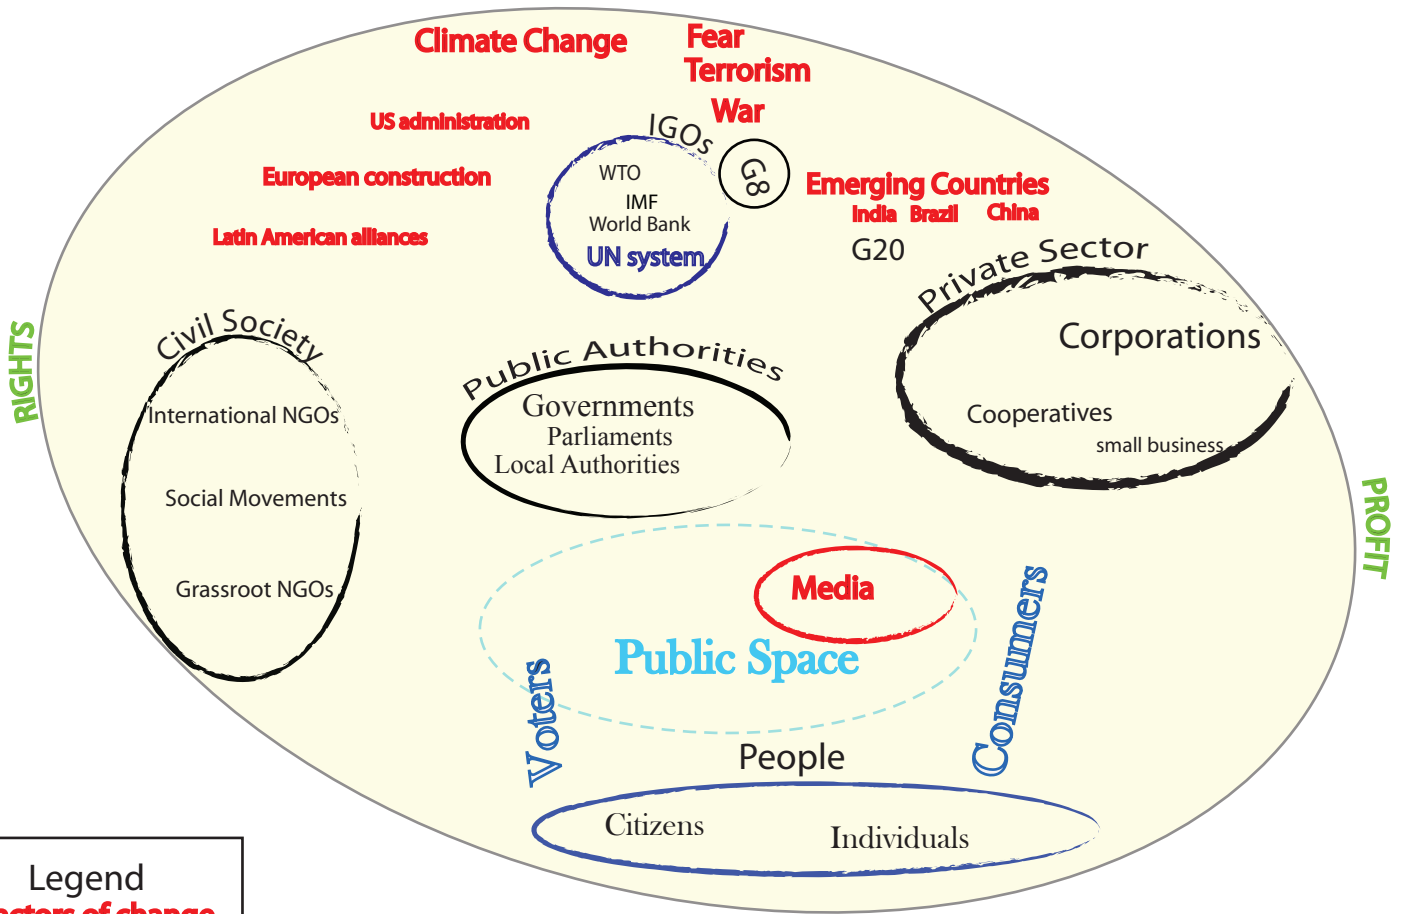 Climate Change
Fear
Terrorism
War
US administration
IGOs
European construction
WTO
G8
Emerging Countries
India Brazil China
IMF
World Bank
Latin American alliances
UN system
G20
Private Sector
Corporations
Cooperatives
small business
RIGHTS
Civil Society
International NGOs
Social Movements
Grassroot NGOs
Public Authorities
Governments
Parliaments
Local Authorities
PROFIT
Media
Public Space
Voters
Consumers
People
Citizens
Individuals
Legend
of change